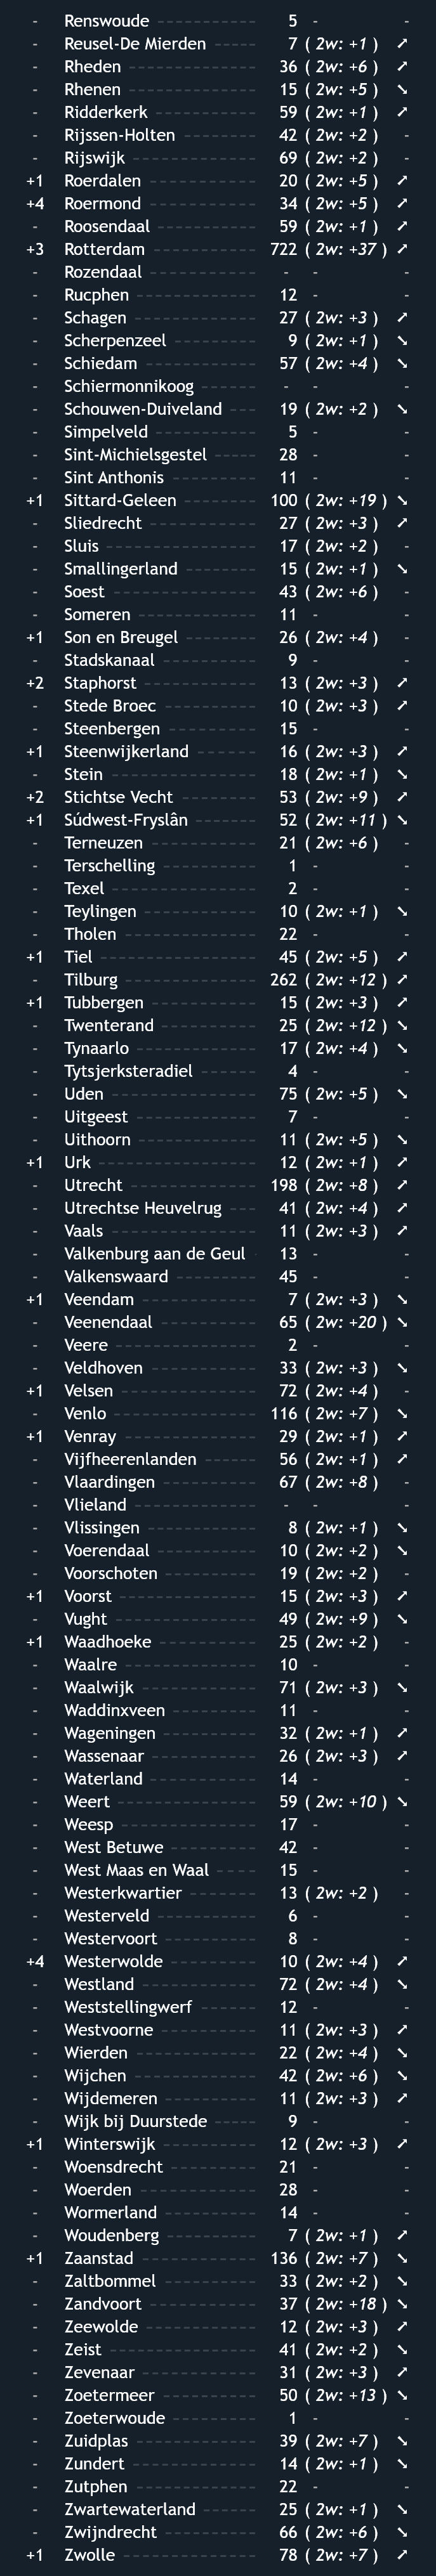 - Renswoude 5 - -
- Reusel-De Mierden 7 ( 2w: +1 ) ➚
- Rheden 36 ( 2w: +6 ) ➚
- Rhenen 15 ( 2w: +5 ) ➘
- Ridderkerk 59 ( 2w: +1 ) ➚
- Rijssen-Holten 42 ( 2w: +2 ) -
- Rijswijk 69 ( 2w: +2 ) -
+1 Roerdalen 20 ( 2w: +5 ) ➚
+4 Roermond 34 ( 2w: +5 ) ➚
- Roosendaal 59 ( 2w: +1 ) ➚
+3 Rotterdam 722 ( 2w: +37 ) ➚
- Rozendaal - - 
- Rucphen 12 - -
- Schagen 27 ( 2w: +3 ) ➚
- Scherpenzeel 9 ( 2w: +1 ) ➘
- Schiedam 57 ( 2w: +4 ) ➘
- Schiermonnikoog - - 
- Schouwen-Duiveland 19 ( 2w: +2 ) ➘
- Simpelveld 5 - -
- Sint-Michielsgestel 28 - -
- Sint Anthonis 11 - -
+1 Sittard-Geleen 100 ( 2w: +19 ) ➘
- Sliedrecht 27 ( 2w: +3 ) ➚
- Sluis 17 ( 2w: +2 ) -
- Smallingerland 15 ( 2w: +1 ) ➘
- Soest 43 ( 2w: +6 ) -
- Someren 11 - -
+1 Son en Breugel 26 ( 2w: +4 ) -
- Stadskanaal 9 - -
+2 Staphorst 13 ( 2w: +3 ) ➚
- Stede Broec 10 ( 2w: +3 ) ➚
- Steenbergen 15 - -
+1 Steenwijkerland 16 ( 2w: +3 ) ➚
- Stein 18 ( 2w: +1 ) ➘
+2 Stichtse Vecht 53 ( 2w: +9 ) ➚
+1 Súdwest-Fryslân 52 ( 2w: +11 ) ➘
- Terneuzen 21 ( 2w: +6 ) -
- Terschelling 1 - -
- Texel 2 - -
- Teylingen 10 ( 2w: +1 ) ➘
- Tholen 22 - -
+1 Tiel 45 ( 2w: +5 ) ➚
- Tilburg 262 ( 2w: +12 ) ➚
+1 Tubbergen 15 ( 2w: +3 ) ➚
- Twenterand 25 ( 2w: +12 ) ➘
- Tynaarlo 17 ( 2w: +4 ) ➘
- Tytsjerksteradiel 4 - -
- Uden 75 ( 2w: +5 ) ➘
- Uitgeest 7 - -
- Uithoorn 11 ( 2w: +5 ) ➘
+1 Urk 12 ( 2w: +1 ) ➚
- Utrecht 198 ( 2w: +8 ) ➚
- Utrechtse Heuvelrug 41 ( 2w: +4 ) ➚
- Vaals 11 ( 2w: +3 ) ➚
- Valkenburg aan de Geul 13 - -
- Valkenswaard 45 - -
+1 Veendam 7 ( 2w: +3 ) ➘
- Veenendaal 65 ( 2w: +20 ) ➘
- Veere 2 - -
- Veldhoven 33 ( 2w: +3 ) ➘
+1 Velsen 72 ( 2w: +4 ) -
- Venlo 116 ( 2w: +7 ) ➘
+1 Venray 29 ( 2w: +1 ) ➚
- Vijfheerenlanden 56 ( 2w: +1 ) ➚
- Vlaardingen 67 ( 2w: +8 ) -
- Vlieland - - -
- Vlissingen 8 ( 2w: +1 ) ➘
- Voerendaal 10 ( 2w: +2 ) ➘
- Voorschoten 19 ( 2w: +2 ) -
+1 Voorst 15 ( 2w: +3 ) ➚
- Vught 49 ( 2w: +9 ) ➘
+1 Waadhoeke 25 ( 2w: +2 ) -
- Waalre 10 - -
- Waalwijk 71 ( 2w: +3 ) ➘
- Waddinxveen 11 - -
- Wageningen 32 ( 2w: +1 ) ➚
- Wassenaar 26 ( 2w: +3 ) ➚
- Waterland 14 - -
- Weert 59 ( 2w: +10 ) ➘
- Weesp 17 - -
- West Betuwe 42 - -
- West Maas en Waal 15 - -
- Westerkwartier 13 ( 2w: +2 ) -
- Westerveld 6 - -
- Westervoort 8 - -
+4 Westerwolde 10 ( 2w: +4 ) ➚
- Westland 72 ( 2w: +4 ) ➘
- Weststellingwerf 12 - -
- Westvoorne 11 ( 2w: +3 ) ➚
- Wierden 22 ( 2w: +4 ) ➘
- Wijchen 42 ( 2w: +6 ) ➘
- Wijdemeren 11 ( 2w: +3 ) ➚
- Wijk bij Duurstede 9 - -
+1 Winterswijk 12 ( 2w: +3 ) ➚
- Woensdrecht 21 - -
- Woerden 28 - -
- Wormerland 14 - -
- Woudenberg 7 ( 2w: +1 ) ➚
+1 Zaanstad 136 ( 2w: +7 ) ➘
- Zaltbommel 33 ( 2w: +2 ) ➘
- Zandvoort 37 ( 2w: +18 ) ➘
- Zeewolde 12 ( 2w: +3 ) ➚
- Zeist 41 ( 2w: +2 ) ➘
- Zevenaar 31 ( 2w: +3 ) ➚
- Zoetermeer 50 ( 2w: +13 ) ➘
- Zoeterwoude 1 - -
- Zuidplas 39 ( 2w: +7 ) ➘
- Zundert 14 ( 2w: +1 ) ➘
- Zutphen 22 - -
- Zwartewaterland 25 ( 2w: +1 ) ➘
- Zwijndrecht 66 ( 2w: +6 ) ➘
+1 Zwolle 78 ( 2w: +7 ) ➚